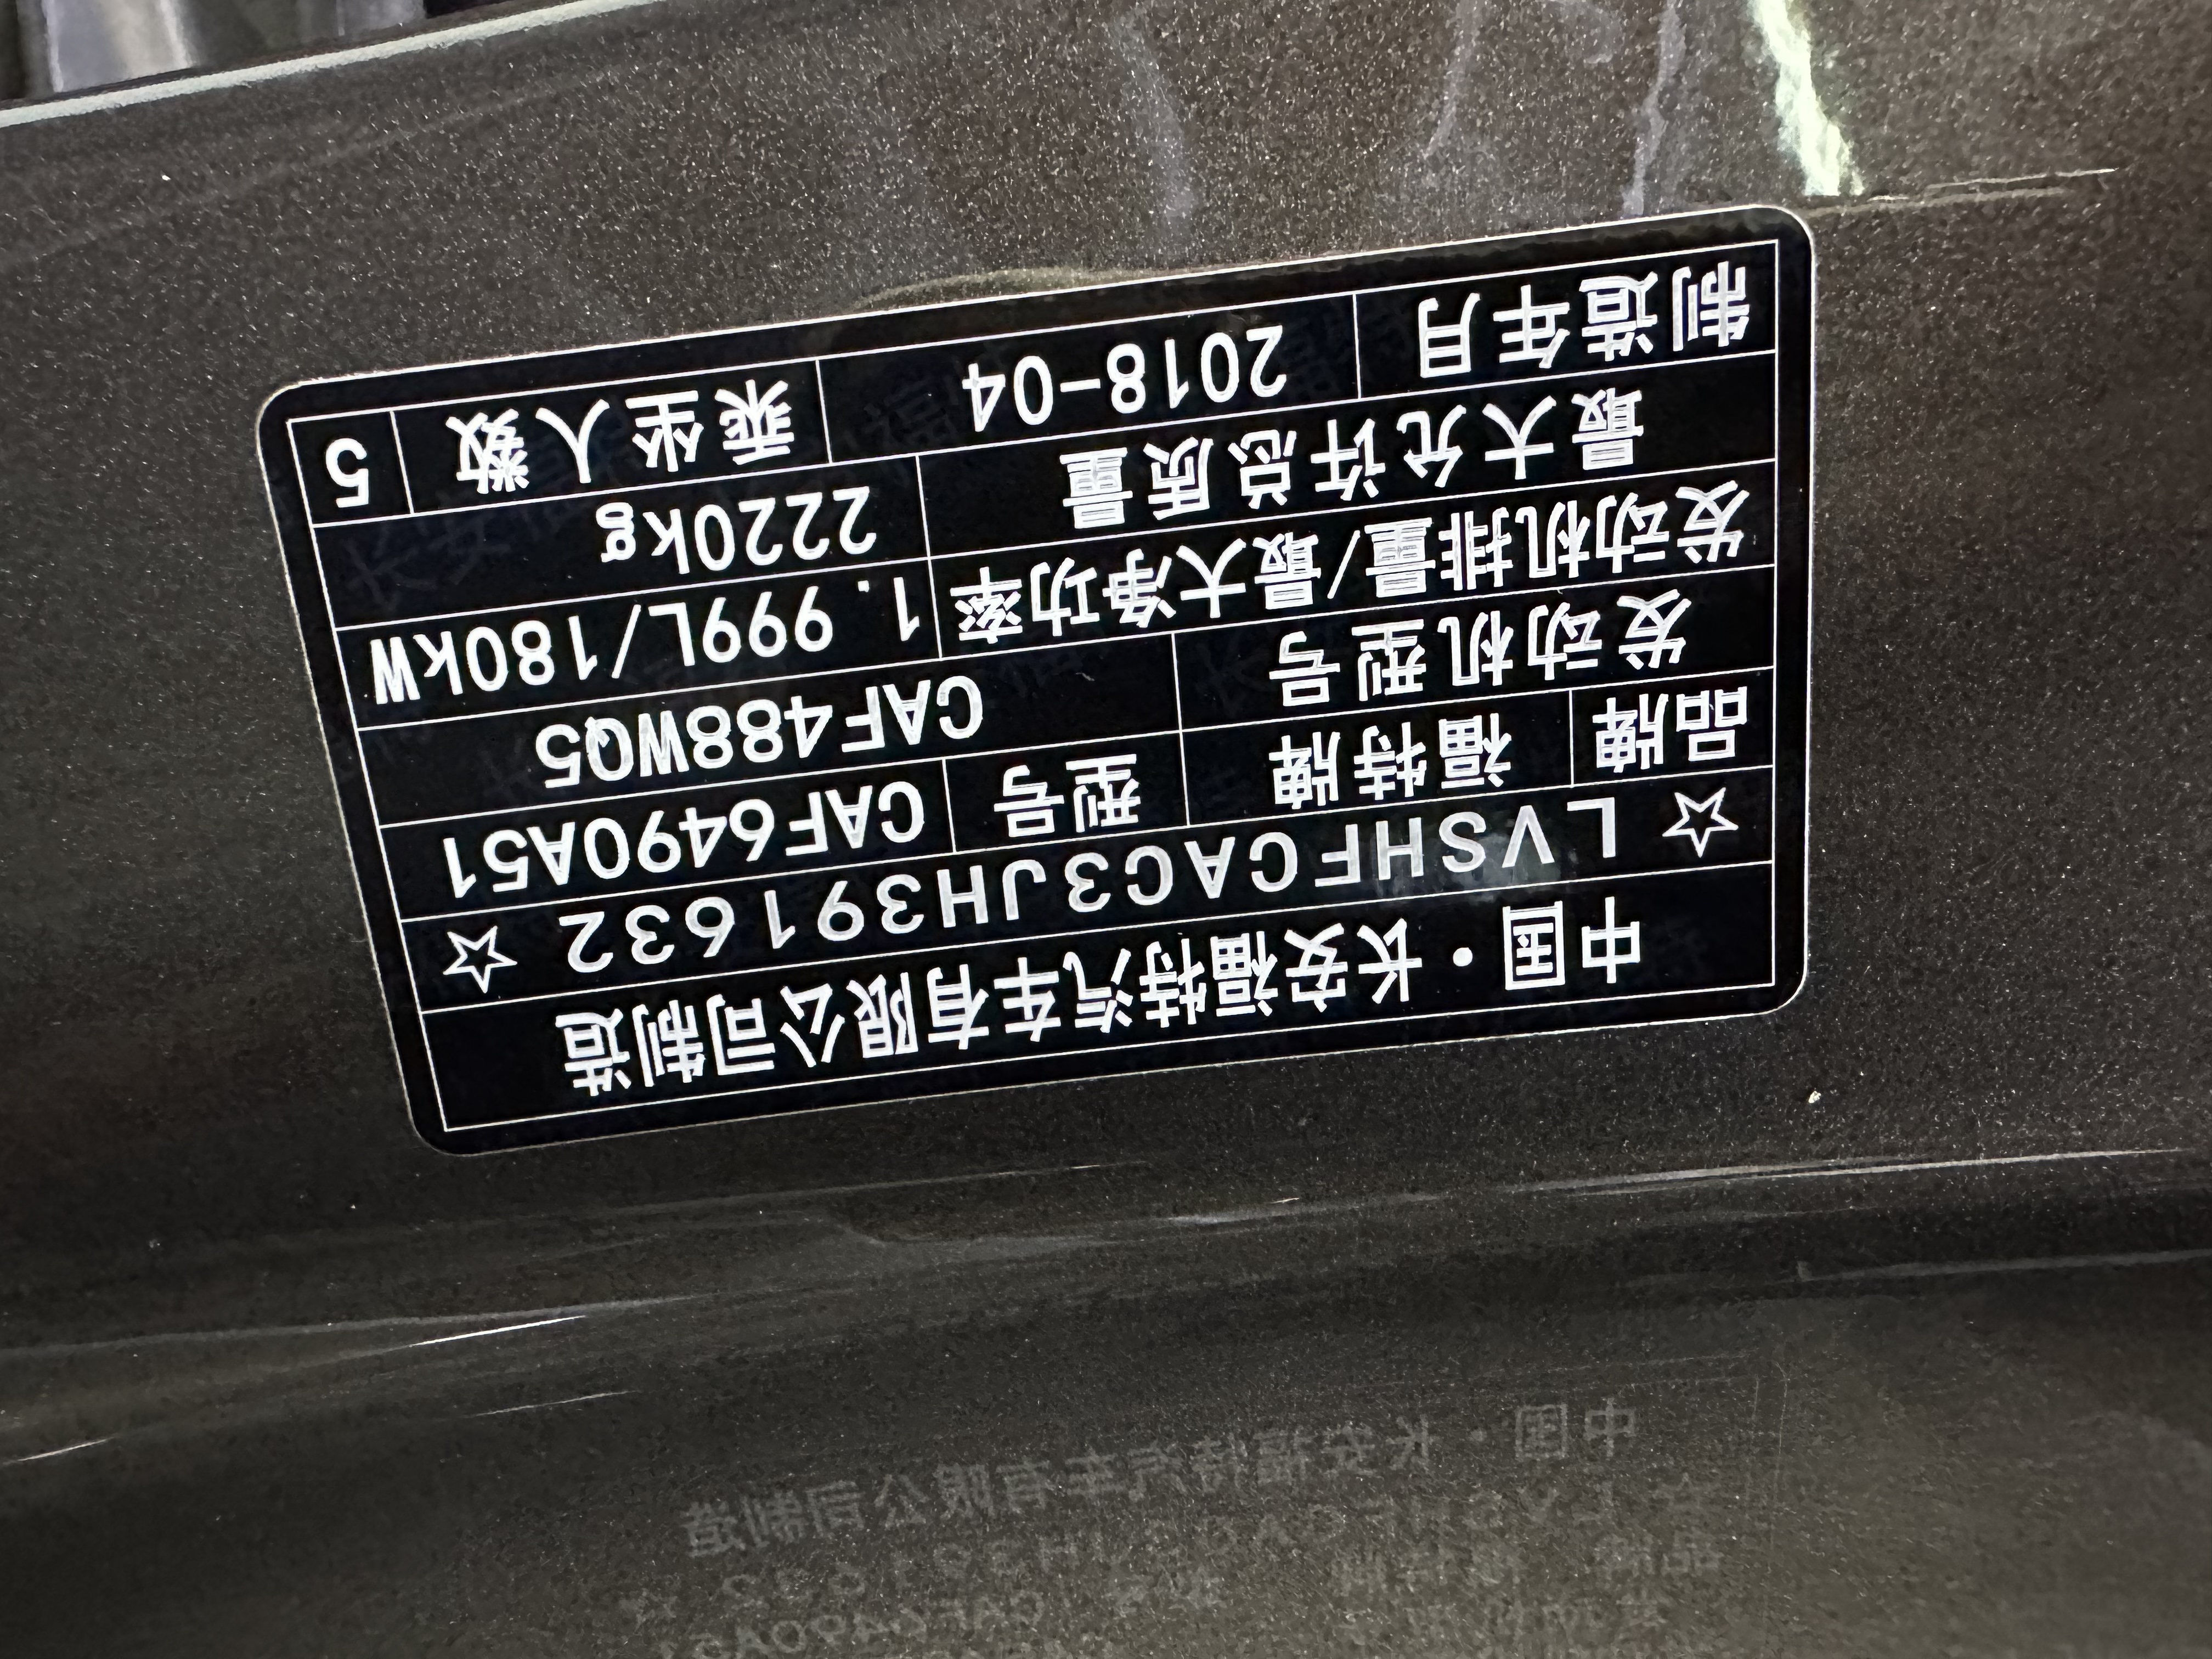 中国·长安福特汽车有限公司制造
☆LVSHFCAC3JH391632☆
品牌 福特牌 型号 CAF6490A51
发动机型号 CAF488WQ5
发动机排量/最大净功率 1.999L/180kW
最大允许总质量 2220kg
制造年月 2018-04 乘坐人数 5